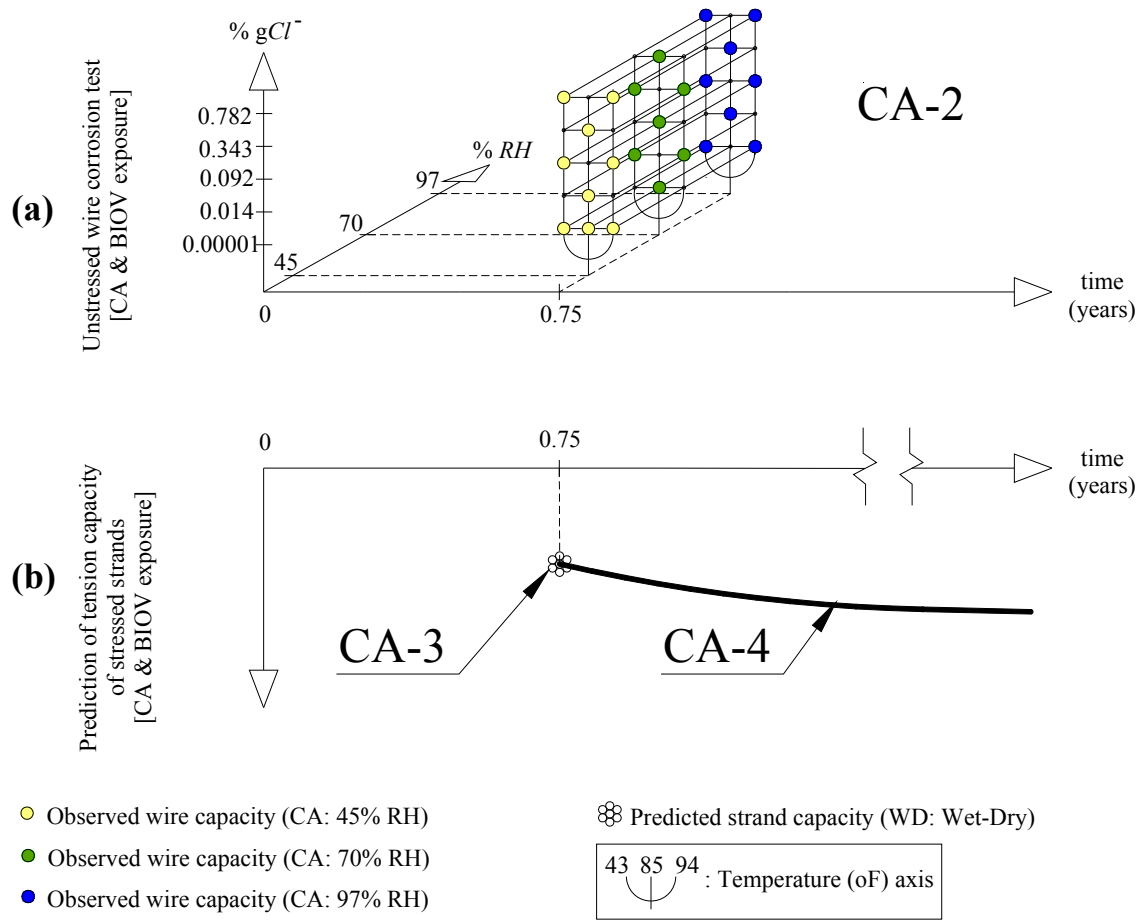 (a)
Unstressed wire corrosion test
[CA & BIOV exposure]
% gCl⁻
0.782
0.343
0.092
0.014
0.00001
% RH
97
70
45
0
0.75
time
(years)
CA-2
(b)
Prediction of tension capacity
of stressed strands
[CA & BIOV exposure]
0
0.75
time
(years)
CA-3
CA-4
Observed wire capacity (CA: 45% RH)
Observed wire capacity (CA: 70% RH)
Observed wire capacity (CA: 97% RH)
Predicted strand capacity (WD: Wet-Dry)
43 85 94
: Temperature (oF) axis